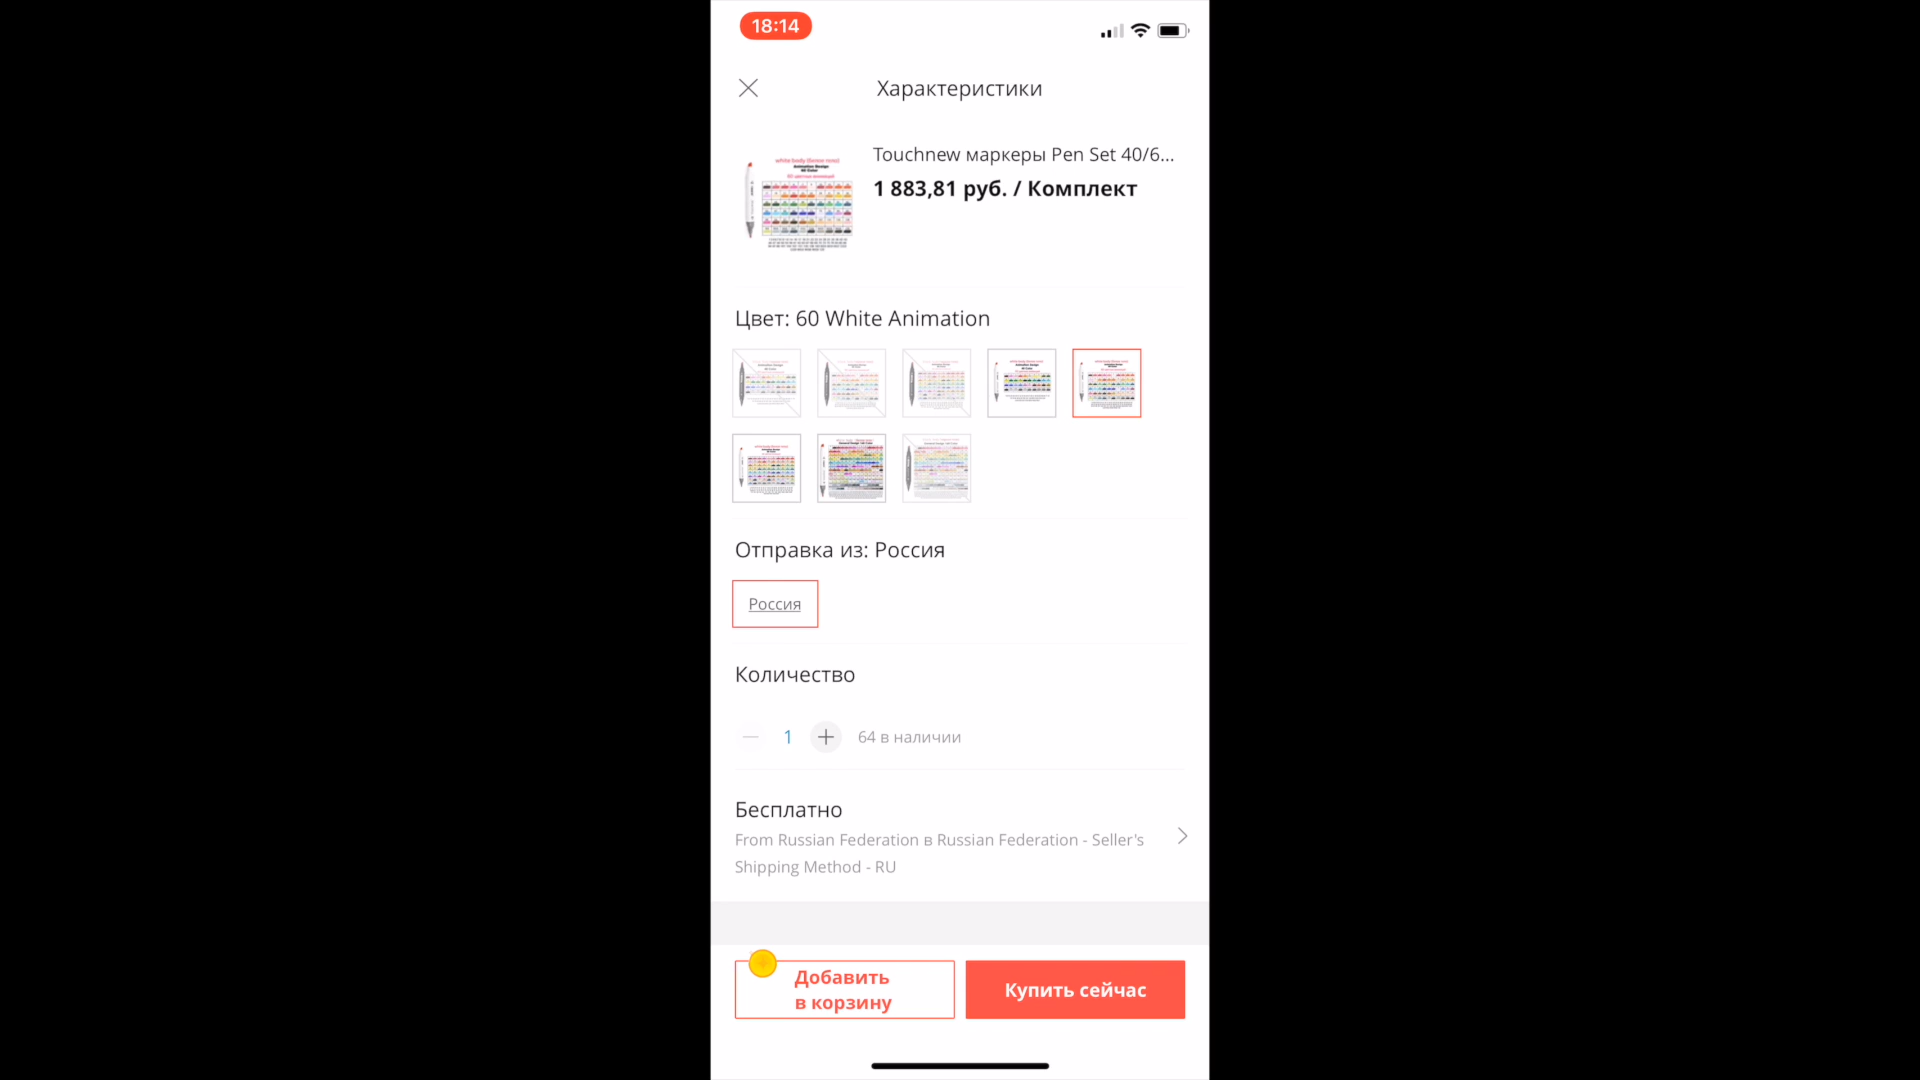 18:14
Характеристики
Touchnew маркеры Pen Set 40/6...
1 883,81 руб. / Комплект
Цвет: 60 White Animation
Отправка из: Россия
Россия
Количество
1
64 в наличии
Бесплатно
From Russian Federation в Russian Federation - Seller's
Shipping Method - RU
Добавить
в корзину
Купить сейчас